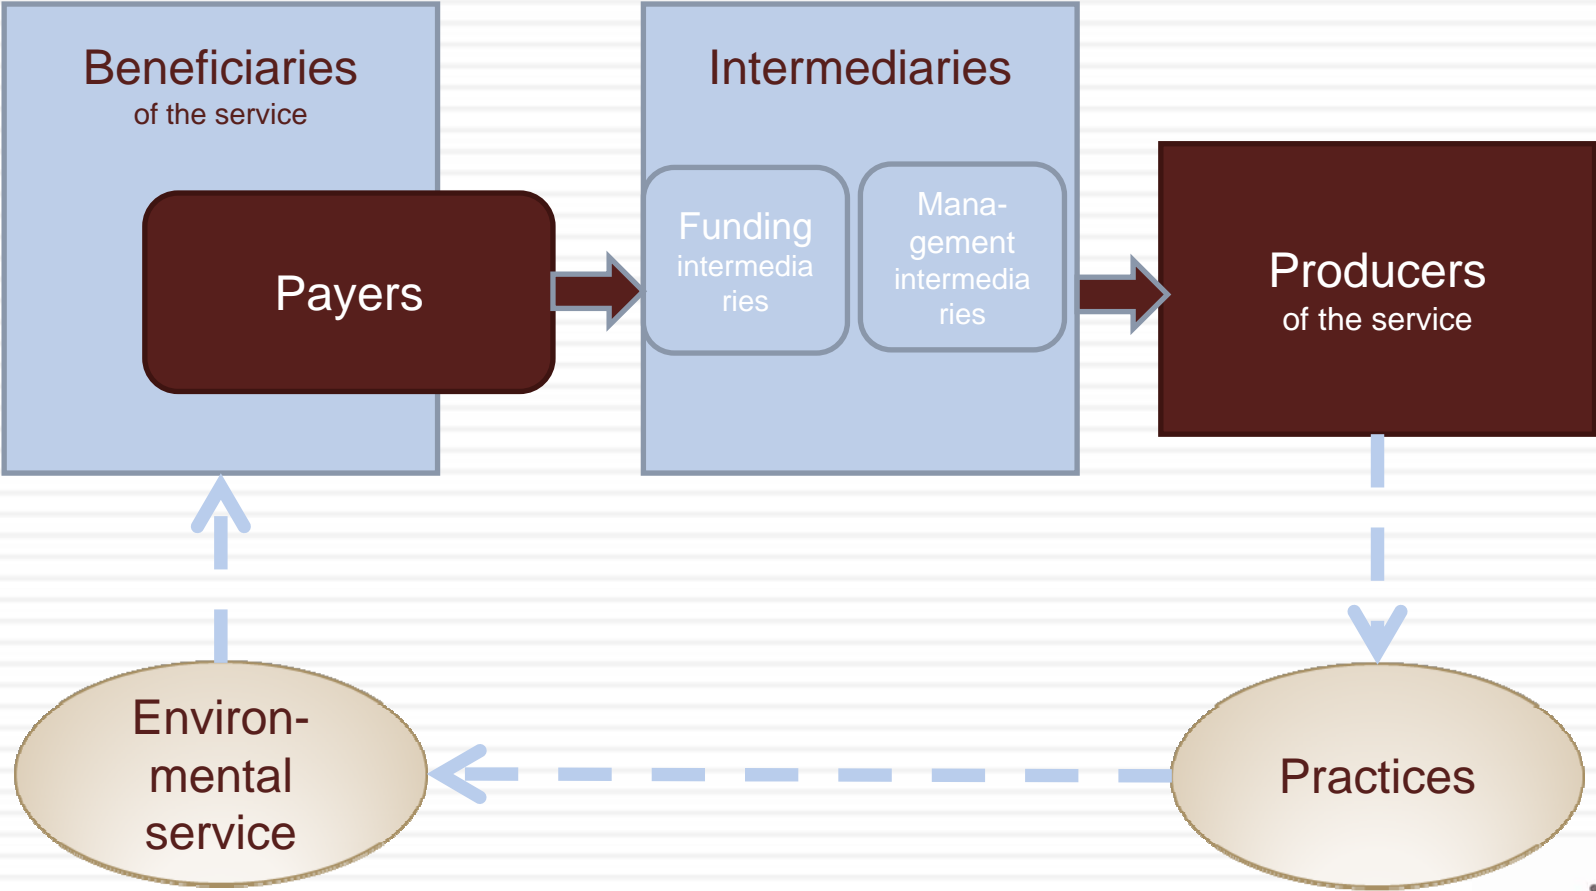 Beneficiaries
of the service
Payers
Intermediaries
Funding
intermedia
ries
Mana-
gement
intermedia
ries
Producers
of the service
Environ-
mental
service
Practices